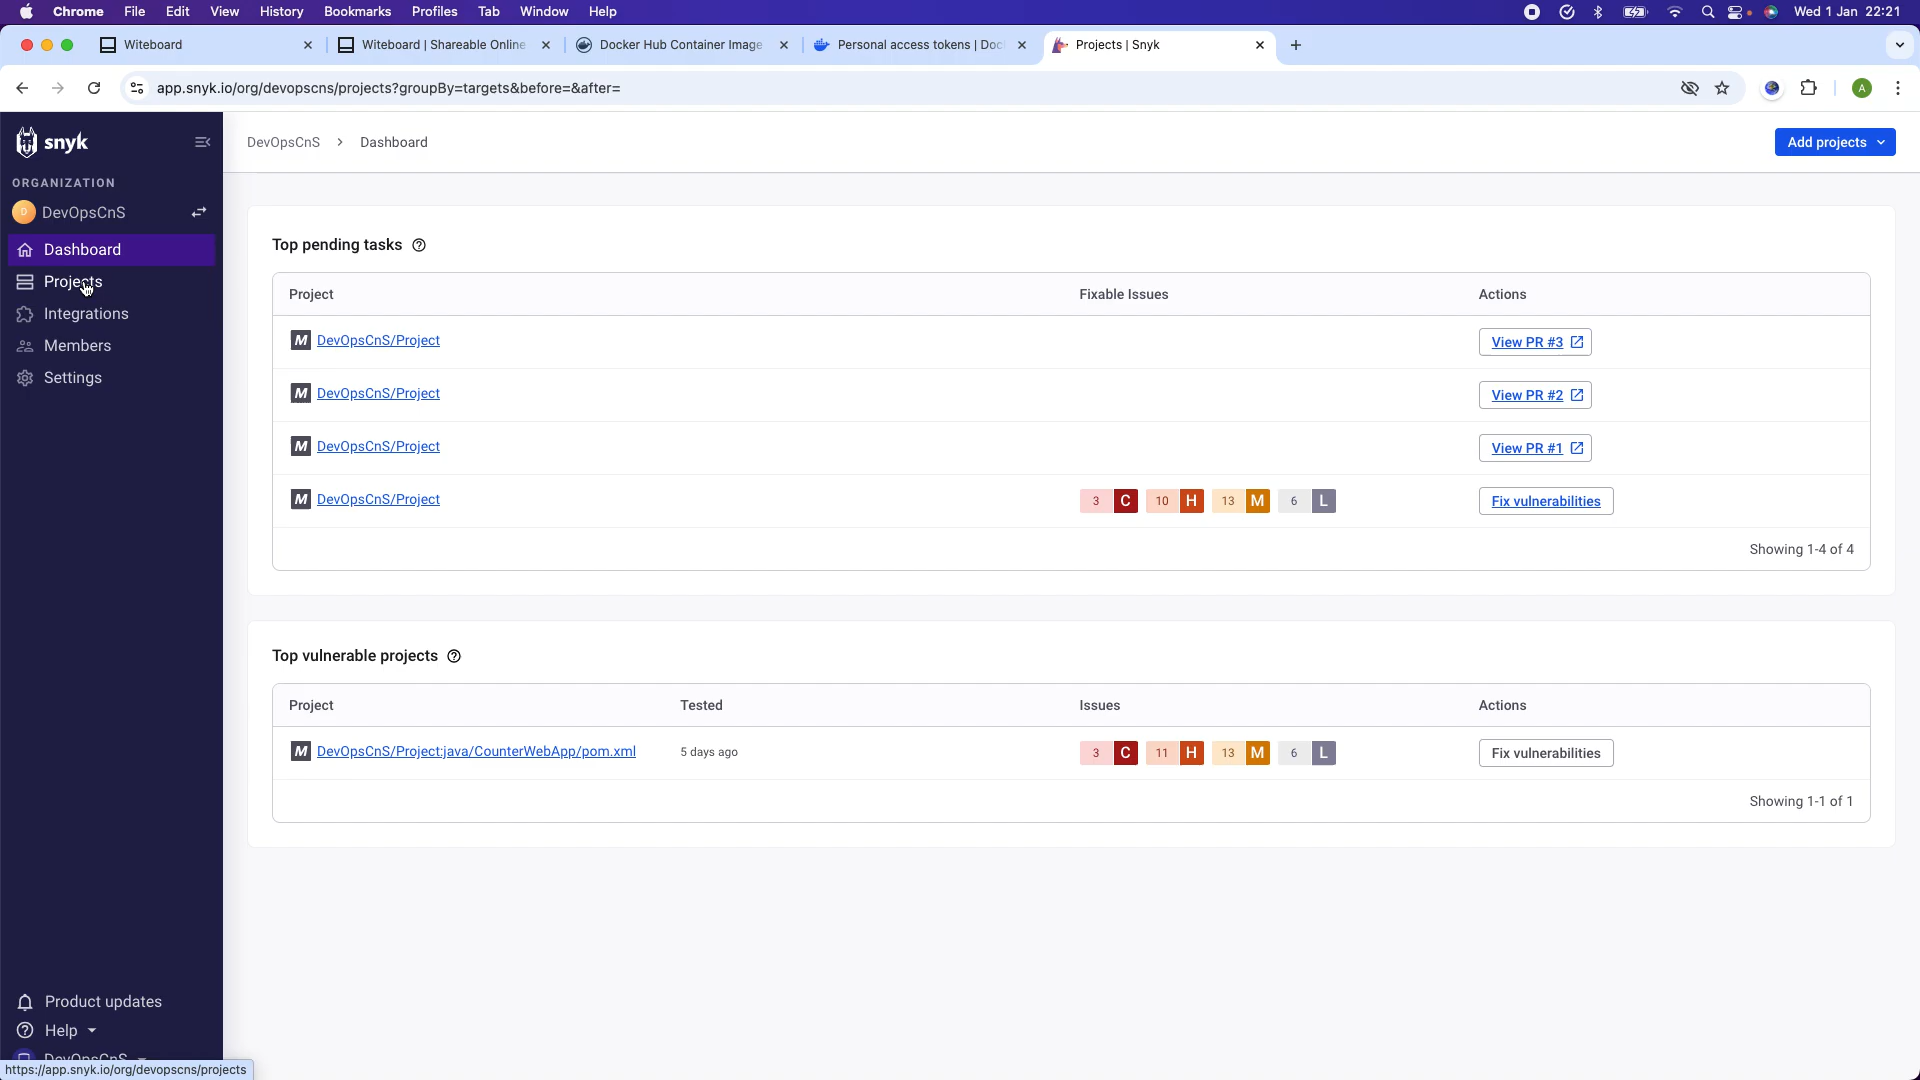 Chrome File Edit View History Bookmarks Profiles Tab Window Help Wed 1 Jan 22:21
Witeboard Witeboard | Shareable Online Docker Hub Container Image Personal access tokens | Doc Projects | Snyk
app.snyk.io/org/devopscns/projects?groupBy=targets&before=&after= A
snyk DevOpsCnS Dashboard Add projects
ORGANIZATION
D DevOpsCnS
Dashboard
Projects
Integrations
Members
Settings
Top pending tasks
Project Fixable Issues Actions
M DevOpsCnS/Project View PR #3
M DevOpsCnS/Project View PR #2
M DevOpsCnS/Project View PR #1
M DevOpsCnS/Project 3 C 10 H 13 M 6 L Fix vulnerabilities
Showing 1-4 of 4
Top vulnerable projects
Project Tested Issues Actions
M DevOpsCnS/Project:java/CounterWebApp/pom.xml 5 days ago 3 C 11 H 13 M 6 L Fix vulnerabilities
Showing 1-1 of 1
Product updates
Help
DevOpsCnS
https://app.snyk.io/org/devopscns/projects